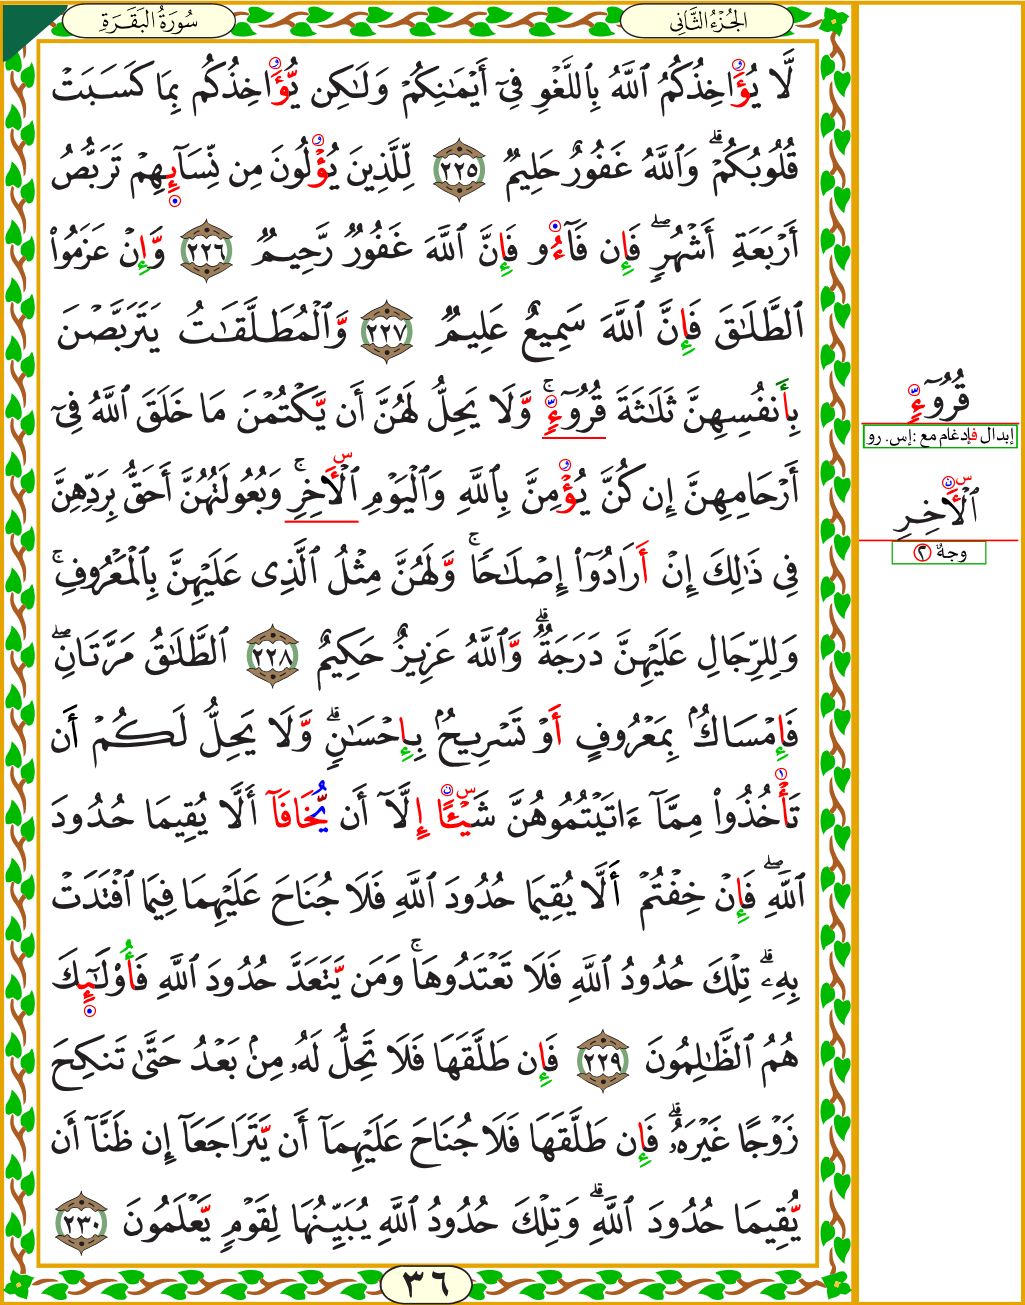 سُورَةُ البَقَرَةِ
الجُزْءُ الثَّانِى
لَّا يُؤَاخِذُكُمُ ٱللَّهُ بِٱللَّغْوِ فِىٓ أَيْمَـٰنِكُمْ وَلَـٰكِن يُّؤَاخِذُكُم بِمَا كَسَبَتْ
قُلُوبُكُمْ ۗ وَٱللَّهُ غَفُورٌ حَلِيمٌ ٢٢٥ لِّلَّذِينَ يُؤْلُونَ مِن نِّسَآئِهِمْ تَرَبُّصُ
أَرْبَعَةِ أَشْهُرٍ ۖ فَإِن فَآءُو فَإِنَّ ٱللَّهَ غَفُورٌ رَّحِيمٌ ٢٢٦ وَّإِنْ عَزَمُوا۟
ٱلطَّلَـٰقَ فَإِنَّ ٱللَّهَ سَمِيعٌ عَلِيمٌ ٢٢٧ وَّٱلْمُطَلَّقَـٰتُ يَتَرَبَّصْنَ
بِأَنفُسِهِنَّ ثَلَـٰثَةَ قُرُوٓءٍ ۚ وَّلَا يَحِلُّ لَهُنَّ أَن يَّكْتُمْنَ مَا خَلَقَ ٱللَّهُ فِىٓ
أَرْحَامِهِنَّ إِن كُنَّ يُؤْمِنَّ بِٱللَّهِ وَٱلْيَوْمِ ٱلْـَٔاخِرِ ۚ وَبُعُولَتُهُنَّ أَحَقُّ بِرَدِّهِنَّ
فِى ذَٰلِكَ إِنْ أَرَادُوٓا۟ إِصْلَـٰحًا ۚ وَّلَهُنَّ مِثْلُ ٱلَّذِى عَلَيْهِنَّ بِٱلْمَعْرُوفِ ۚ
وَلِلرِّجَالِ عَلَيْهِنَّ دَرَجَةٌ ۗ وَّٱللَّهُ عَزِيزٌ حَكِيمٌ ٢٢٨ ٱلطَّلَـٰقُ مَرَّتَانِ ۖ
فَإِمْسَاكٌۢ بِمَعْرُوفٍ أَوْ تَسْرِيحٌۢ بِإِحْسَـٰنٍ ۗ وَّلَا يَحِلُّ لَكُمْ أَن
تَأْخُذُوا۟ مِمَّآ ءَاتَيْتُمُوهُنَّ شَيْـًٔا إِلَّآ أَن يُّخَافَآ أَلَّا يُقِيمَا حُدُودَ
ٱللَّهِ ۖ فَإِنْ خِفْتُمْ أَلَّا يُقِيمَا حُدُودَ ٱللَّهِ فَلَا جُنَاحَ عَلَيْهِمَا فِيمَا ٱفْتَدَتْ
بِهِۦ ۗ تِلْكَ حُدُودُ ٱللَّهِ فَلَا تَعْتَدُوهَا ۚ وَمَن يَّتَعَدَّ حُدُودَ ٱللَّهِ فَأُو۟لَـٰٓئِكَ
هُمُ ٱلظَّـٰلِمُونَ ٢٢٩ فَإِن طَلَّقَهَا فَلَا تَحِلُّ لَهُۥ مِنۢ بَعْدُ حَتَّىٰ تَنكِحَ
زَوْجًا غَيْرَهُۥ ۗ فَإِن طَلَّقَهَا فَلَا جُنَاحَ عَلَيْهِمَآ أَن يَّتَرَاجَعَآ إِن ظَنَّآ أَن
يُّقِيمَا حُدُودَ ٱللَّهِ ۗ وَتِلْكَ حُدُودُ ٱللَّهِ يُبَيِّنُهَا لِقَوْمٍ يَّعْلَمُونَ ٢٣٠
قُرُوٓءٍ
إبدال فإدغام مع :إس. رو
ٱلْـَٔاخِرِ
وجهٌ ٢
٣٦